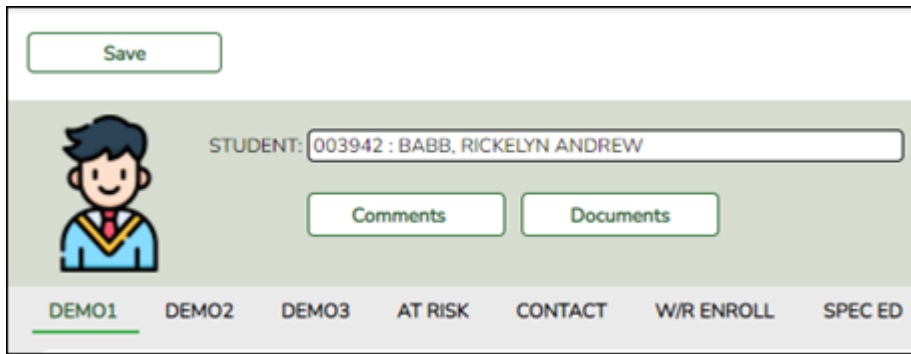 Save
STUDENT: 003942 : BABB, RICKELYN ANDREW
Comments Documents
DEMO1 DEMO2 DEMO3 AT RISK CONTACT W/R ENROLL SPEC ED